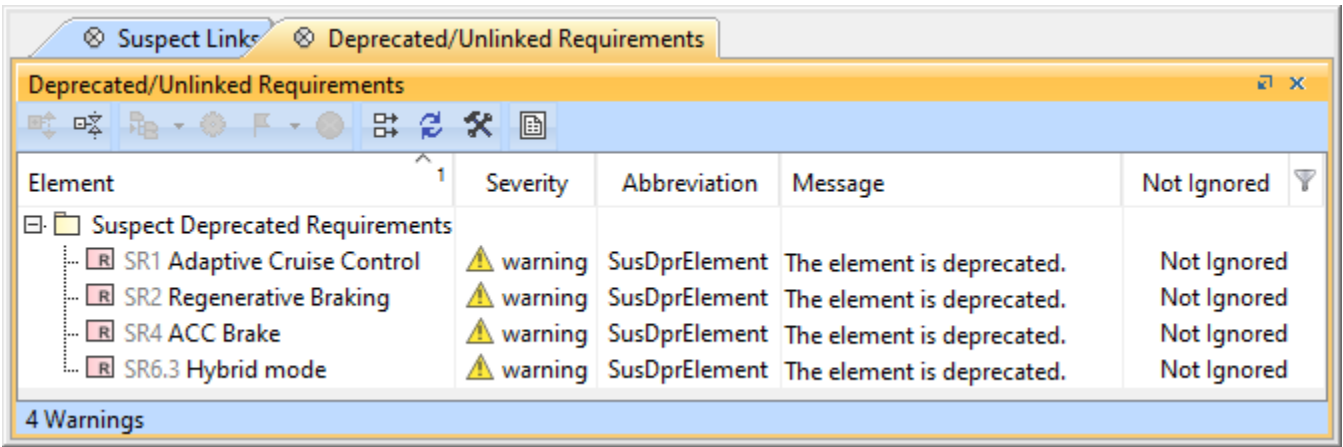 Suspect Links Deprecated/Unlinked Requirements
Deprecated/Unlinked Requirements
Element 1 Severity Abbreviation Message Not Ignored
Suspect Deprecated Requirements
R SR1 Adaptive Cruise Control warning SusDprElement The element is deprecated. Not Ignored
R SR2 Regenerative Braking warning SusDprElement The element is deprecated. Not Ignored
R SR4 ACC Brake warning SusDprElement The element is deprecated. Not Ignored
R SR6.3 Hybrid mode warning SusDprElement The element is deprecated. Not Ignored
4 Warnings